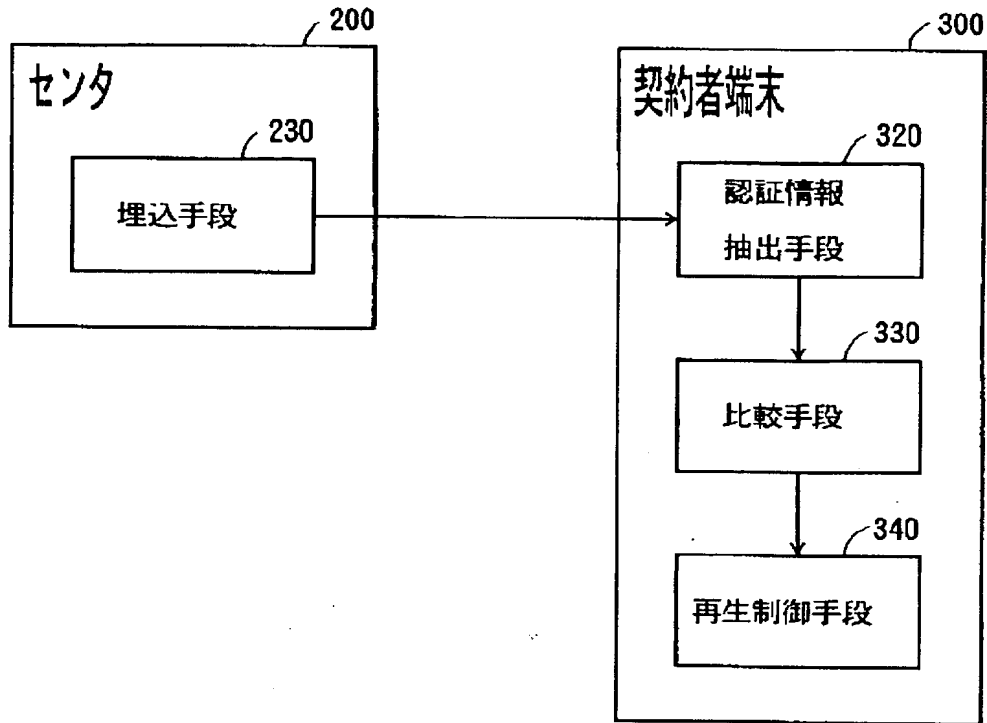 200
センタ
230
埋込手段
300
契約者端末
320
認証情報
抽出手段
330
比較手段
340
再生制御手段